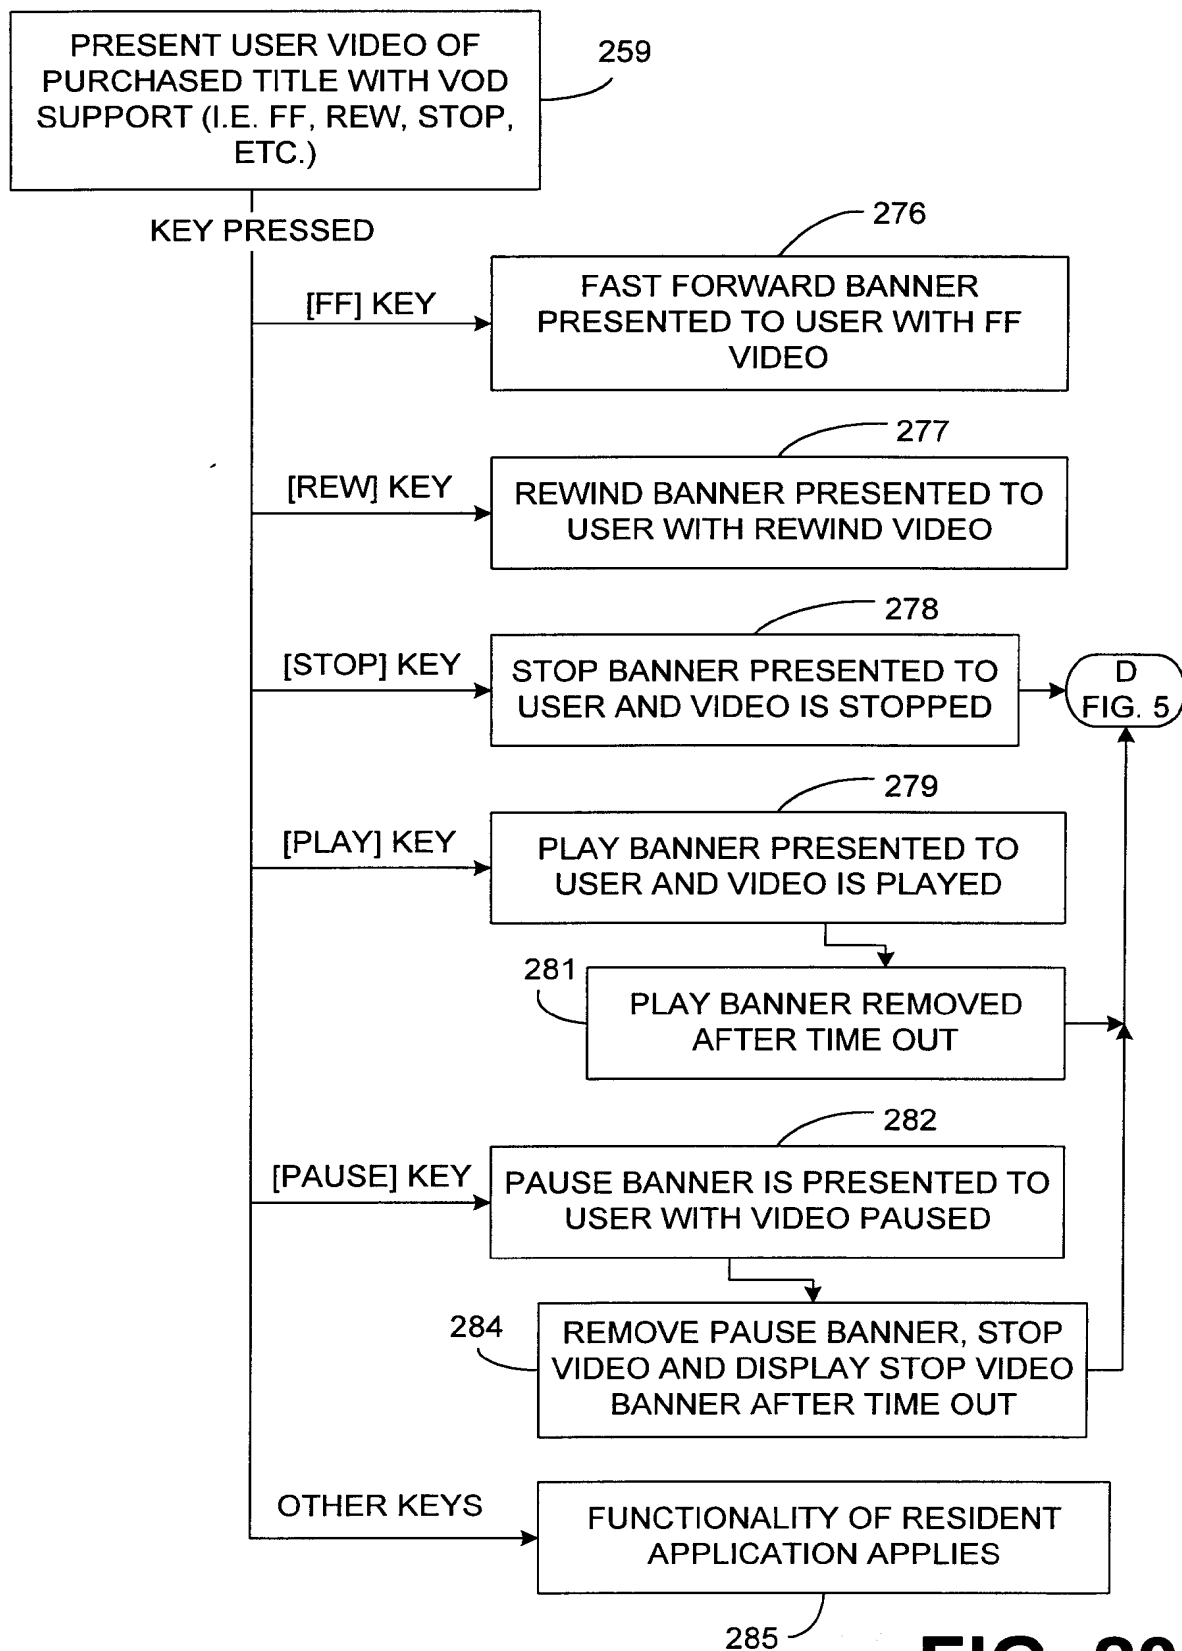 PRESENT USER VIDEO OF
PURCHASED TITLE WITH VOD
SUPPORT (I.E. FF, REW, STOP,
ETC.)
259
KEY PRESSED
276
[FF] KEY
FAST FORWARD BANNER
PRESENTED TO USER WITH FF
VIDEO
277
[REW] KEY
REWIND BANNER PRESENTED TO
USER WITH REWIND VIDEO
278
[STOP] KEY
STOP BANNER PRESENTED TO
USER AND VIDEO IS STOPPED
D
FIG. 5
279
[PLAY] KEY
PLAY BANNER PRESENTED TO
USER AND VIDEO IS PLAYED
281
PLAY BANNER REMOVED
AFTER TIME OUT
282
[PAUSE] KEY
PAUSE BANNER IS PRESENTED TO
USER WITH VIDEO PAUSED
284
REMOVE PAUSE BANNER, STOP
VIDEO AND DISPLAY STOP VIDEO
BANNER AFTER TIME OUT
OTHER KEYS
FUNCTIONALITY OF RESIDENT
APPLICATION APPLIES
285